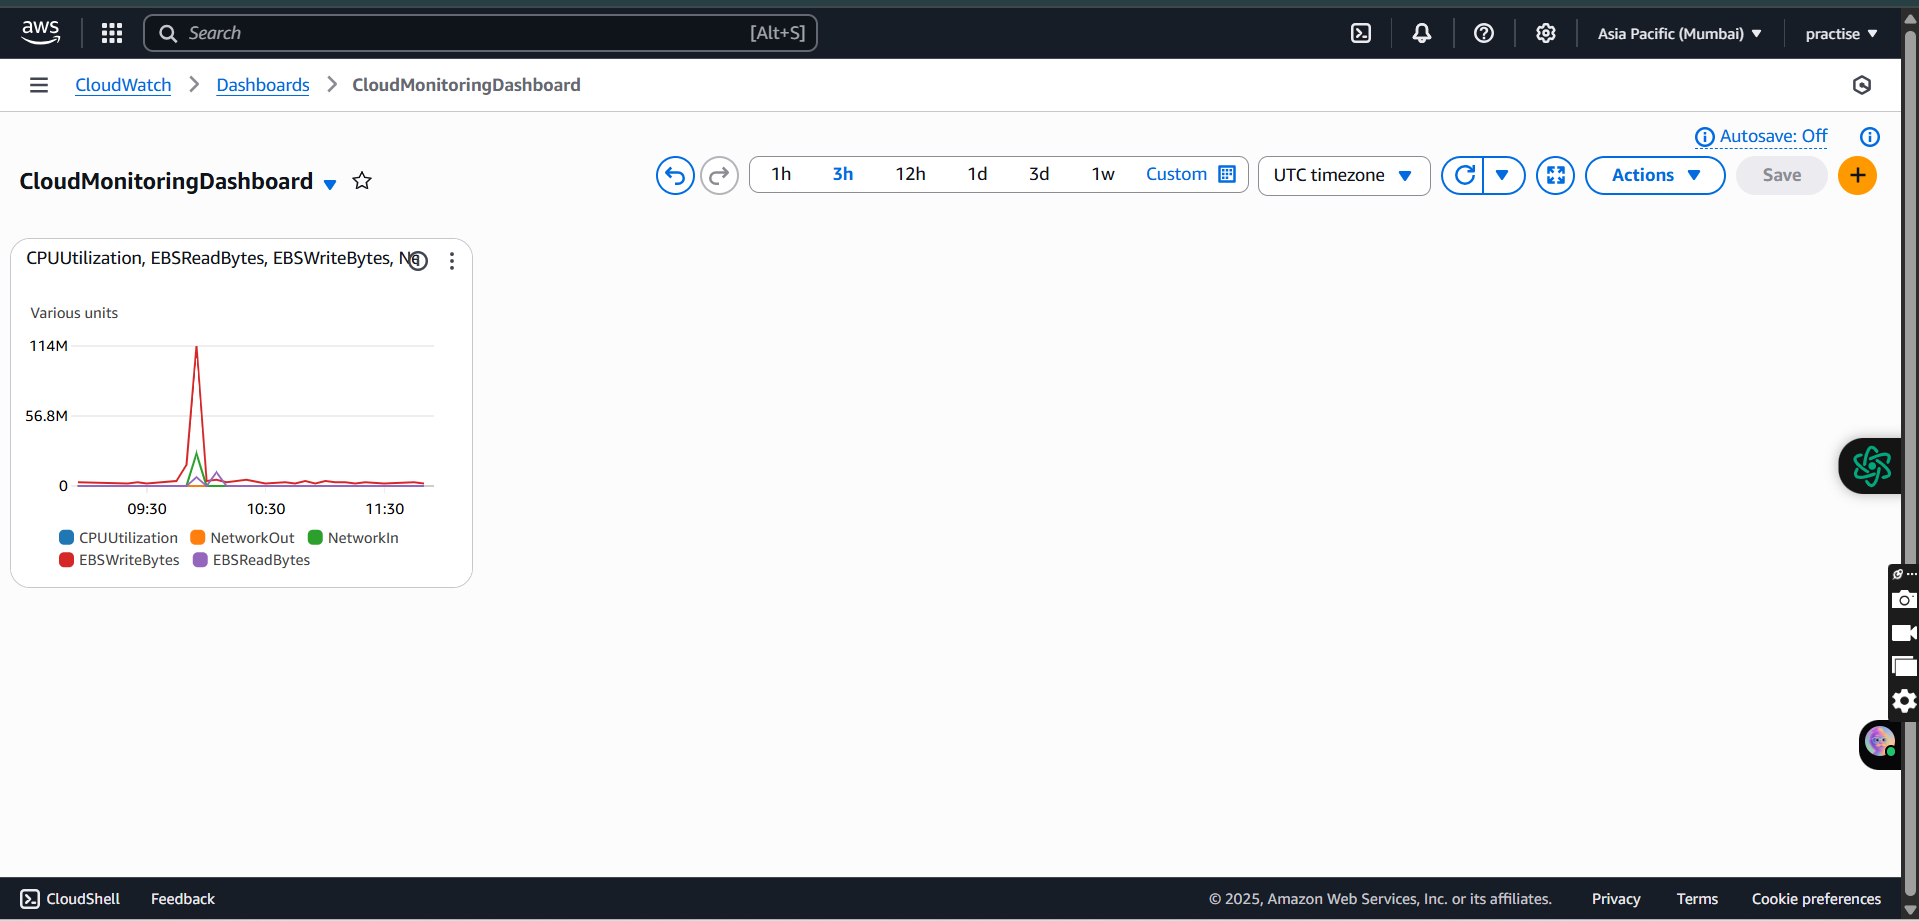 aws
Search [Alt+S]
Asia Pacific (Mumbai) practise
CloudWatch Dashboards CloudMonitoringDashboard
Autosave: Off
CloudMonitoringDashboard
1h 3h 12h 1d 3d 1w Custom UTC timezone Actions Save
CPUUtilization, EBSReadBytes, EBSWriteBytes,
Various units
114M
56.8M
0
09:30 10:30 11:30
CPUUtilization NetworkOut NetworkIn
EBSWriteBytes EBSReadBytes
CloudShell Feedback © 2025, Amazon Web Services, Inc. or its affiliates. Privacy Terms Cookie preferences